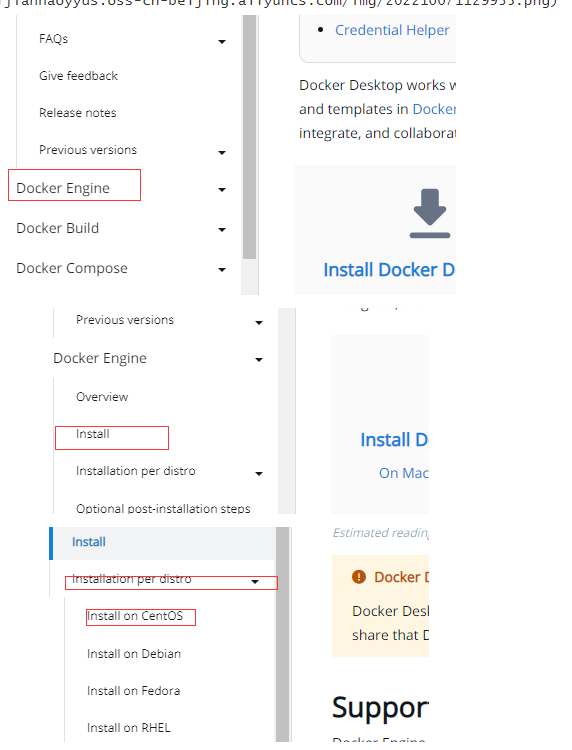 jiannaoyyds.oss-cn-beijing.aliyuncs.com/img/20221007112
FAQs
Give feedback
Release notes
Previous versions
Docker Engine
Docker Build
Docker Compose
Credential Helper
Docker Desktop works w
and templates in Docker
integrate, and collaborat
Install Docker D
Previous versions
Docker Engine
Overview
Install
Installation per distro
Optional post-installation steps
Install D
On Mac
Install
Installation per distro
Install on CentOS
Install on Debian
Install on Fedora
Install on RHEL
Estimated reading
Docker D
Docker Desk
share that D
Support
Docker Engine